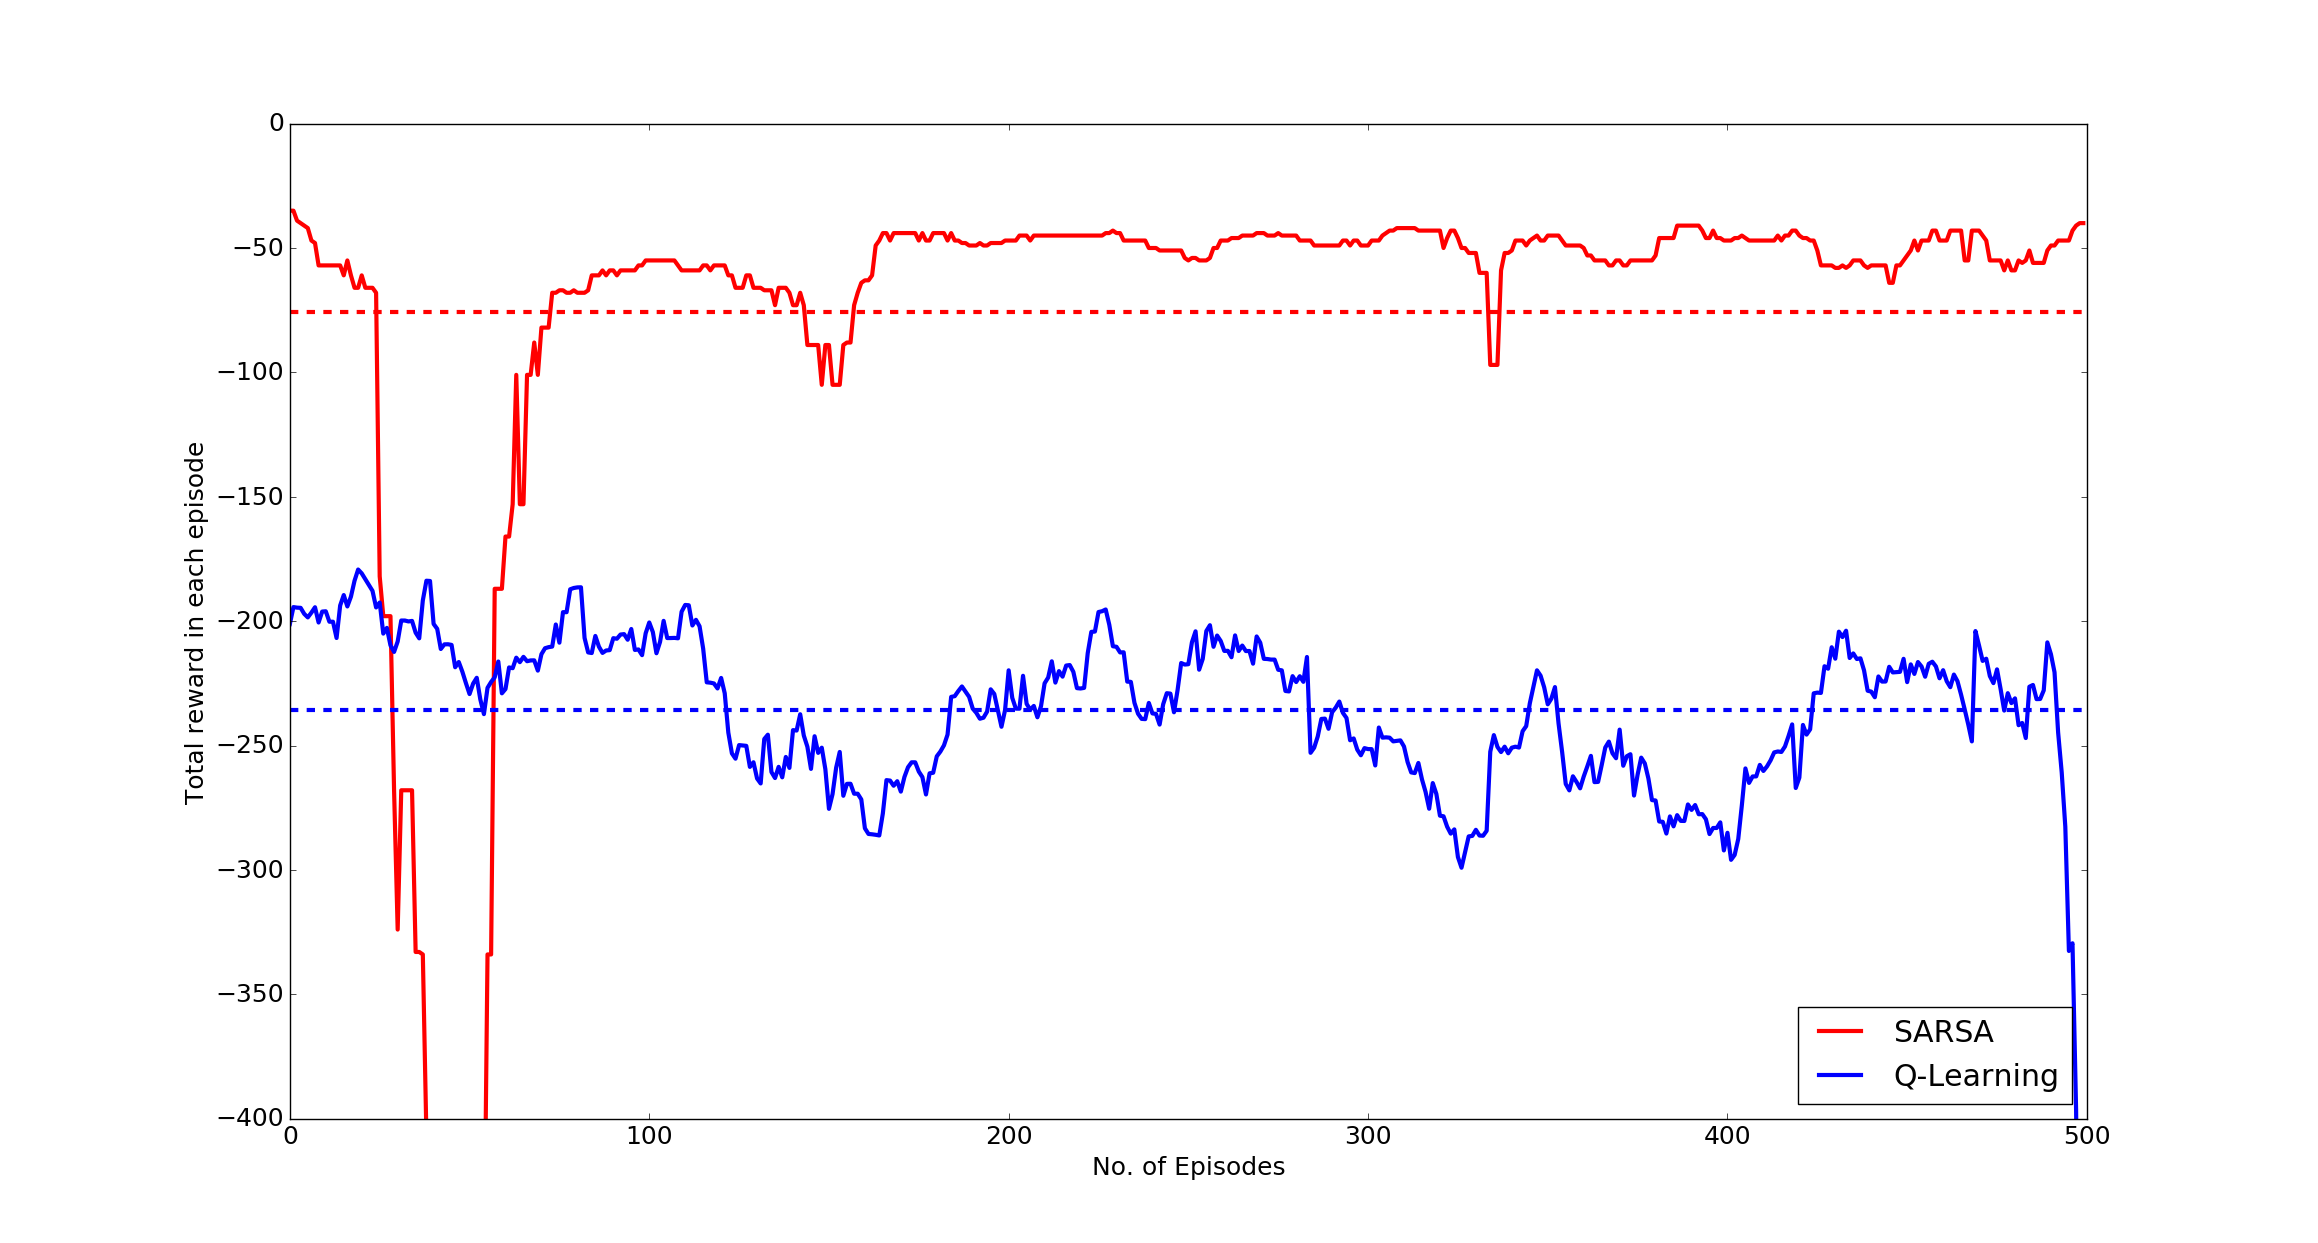 0
−50
−100
−150
−200
−250
−300
−350
−400
Total reward in each episode
0 100 200 300 400 500
No. of Episodes
SARSA
Q-Learning